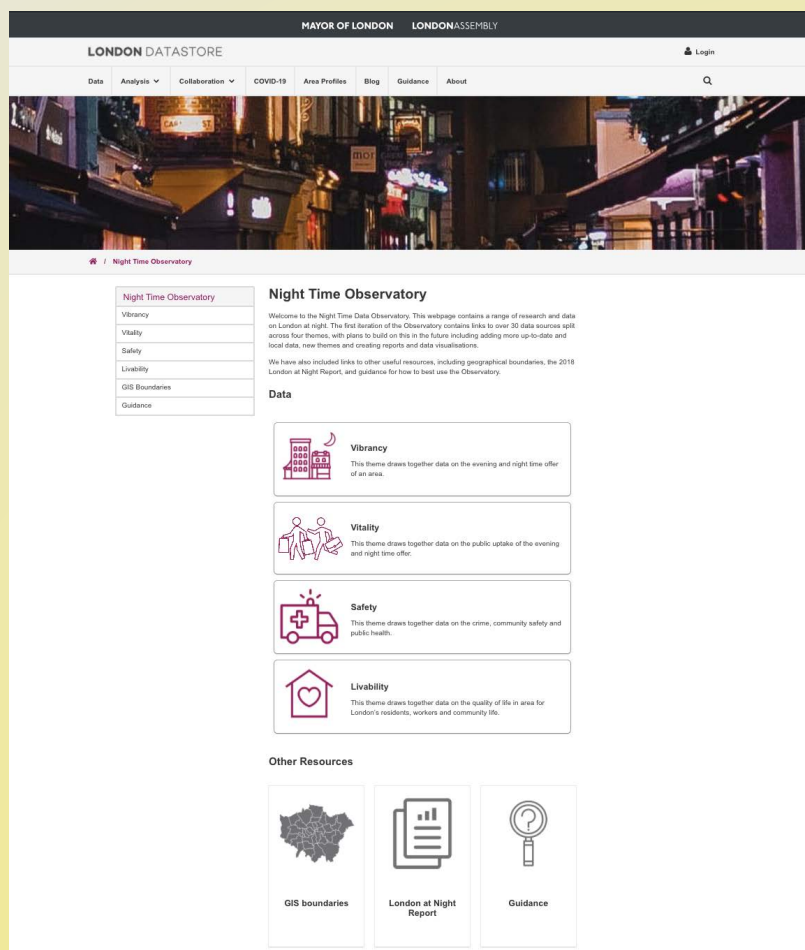 MAYOR OF LONDON LONDONASSEMBLY
LONDON DATASTORE
Login
Data Analysis Collaboration COVID-19 Area Profiles Blog Guidance About
mor
/ Night Time Observatory
Night Time Observatory
Vibrancy
Vitality
Safety
Livability
GIS Boundaries
Guidance
Night Time Observatory
Welcome to the Night Time Data Observatory. This webpage contains a range of research and data
on London at night. The first iteration of the Observatory contains links to over 30 data sources split
across four themes, with plans to build on this in the future including adding more up-to-date and
local data, new themes and creating reports and data visualisations.
We have also included links to other useful resources, including geographical boundaries, the 2018
London at Night Report, and guidance for how to best use the Observatory.
Data
Vibrancy
This theme draws together data on the evening and night time offer
of an area.
Vitality
This theme draws together data on the public uptake of the evening
and night time offer.
Safety
This theme draws together data on the crime, community safety and
public health.
Livability
This theme draws together data on the quality of life in area for
London's residents, workers and community life.
Other Resources
GIS boundaries
London at Night
Report
Guidance